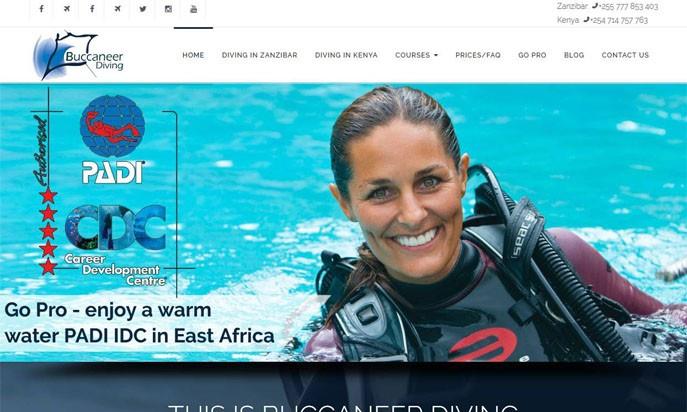 Zanzibar +255 777 853 403
Kenya +254 714 757 763
Buccaneer
Diving
HOME DIVING IN ZANZIBAR DIVING IN KENYA COURSES PRICES/FAQ GO PRO BLOG CONTACT US
Authorised
PADI
CDC
Career
Development
Centre
seac
Go Pro - enjoy a warm
water PADI IDC in East Africa
THIS IS BUCCANEER DIVING